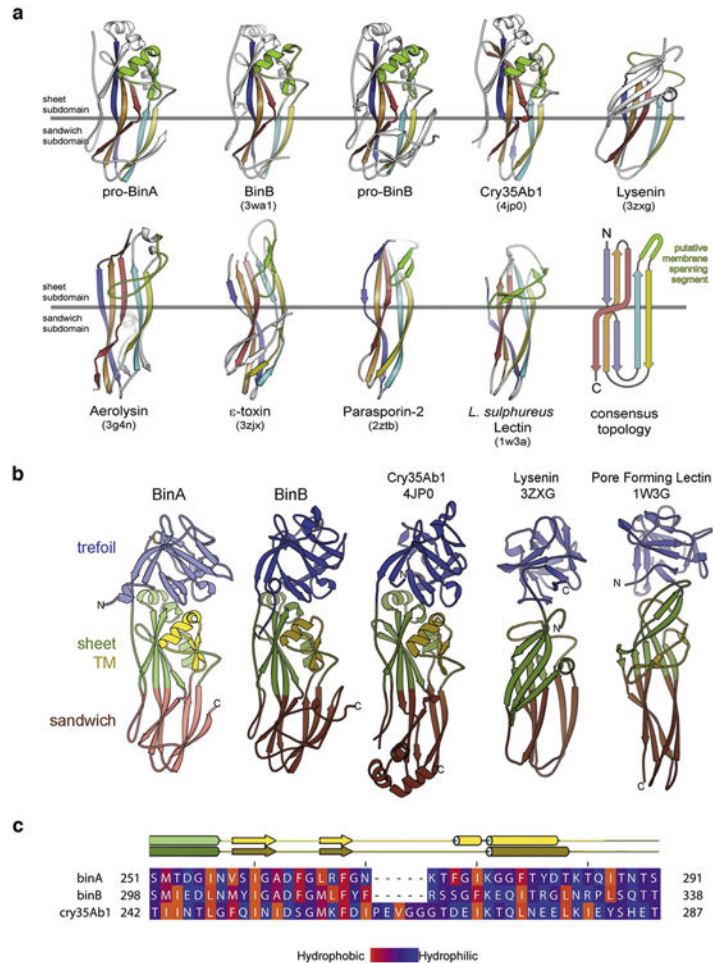 a
sheet subdomain
sandwich subdomain
pro-BinA
BinB (3wa1)
pro-BinB
Cry35Ab1 (4jp0)
Lysenin (3zxg)
sheet subdomain
sandwich subdomain
N
putative membrane spanning segment
C
Aerolysin (3g4n)
ε-toxin (3zjx)
Parasporin-2 (2ztb)
L. sulphureus Lectin (1w3a)
consensus topology
b
BinA
BinB
Cry35Ab1 4JP0
Lysenin 3ZXG
Pore Forming Lectin 1W3G
trefoil
N
N
C
N
sheet
TM
N
sandwich
C
C
C
C
c
binA 251 SMTDGINVSIGADFGLRFGN-----KTFGIKGGFTYDTKTQITNTS 291
binB 298 SMIEDLNMYIGADFGMLFYF-----RSSGFKEQITRGLNRPLSQTT 338
cry35Ab1 242 TIINTLGFQINIDSGMKFDIPEVGGGTDEIKTQLNEELKIEYSHET 287
Hydrophobic Hydrophilic